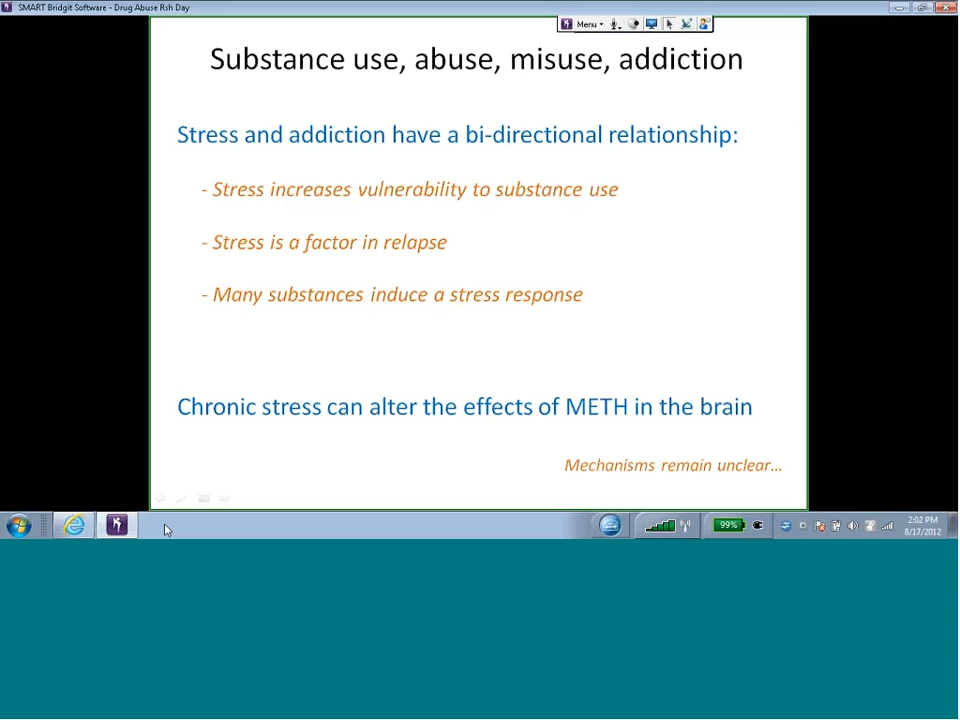 SMART Bridgit Software - Drug Abuse Rsh Day
Menu
Substance use, abuse, misuse, addiction
Stress and addiction have a bi-directional relationship:
- Stress increases vulnerability to substance use
- Stress is a factor in relapse
- Many substances induce a stress response
Chronic stress can alter the effects of METH in the brain
Mechanisms remain unclear...
99%
2:02 PM
8/17/2012